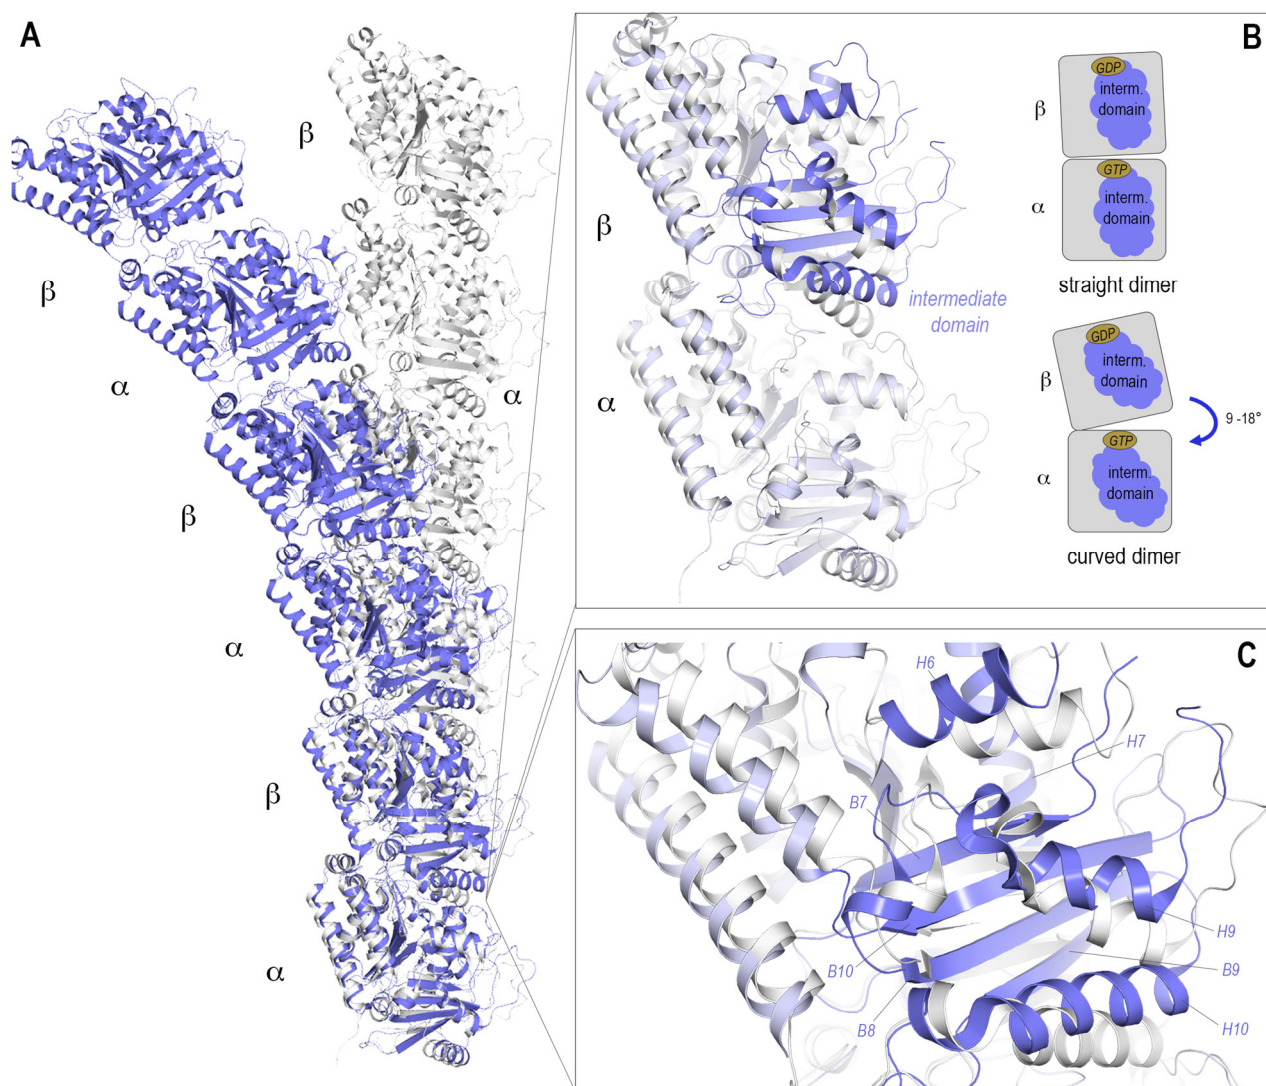 A
β
β
α
α
β
α
β
α
B
β
α
intermediate
domain
GDP
interm.
domain
β
GTP
interm.
domain
α
straight dimer
GDP
interm.
domain
β
9 -18°
GTP
interm.
domain
α
curved dimer
C
H6
H7
B7
H9
B10
B9
B8
H10